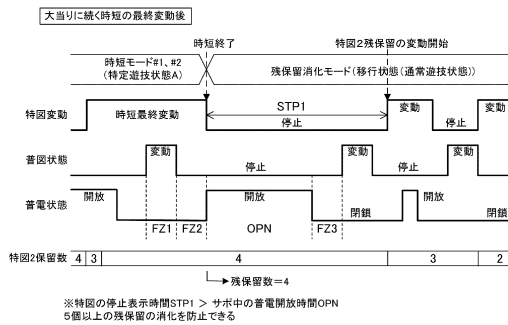 大当りに続く時短の最終変動後
時短終了
特図2残保留の変動開始
時短モード#1、#2
(特定遊技状態A)
残保留消化モード(移行状態(通常遊技状態))
特図変動
時短最終変動
STP1
停止
変動
停止
変動
普図状態
変動
停止
変動
停止
変動
普電状態
開放
開放
閉鎖
開放
閉鎖
FZ1
FZ2
OPN
FZ3
特図2保留数
4
3
4
3
2
残保留数=4
※特図の停止表示時間STP1 > サポ中の普電開放時間OPN
5個以上の残保留の消化を防止できる